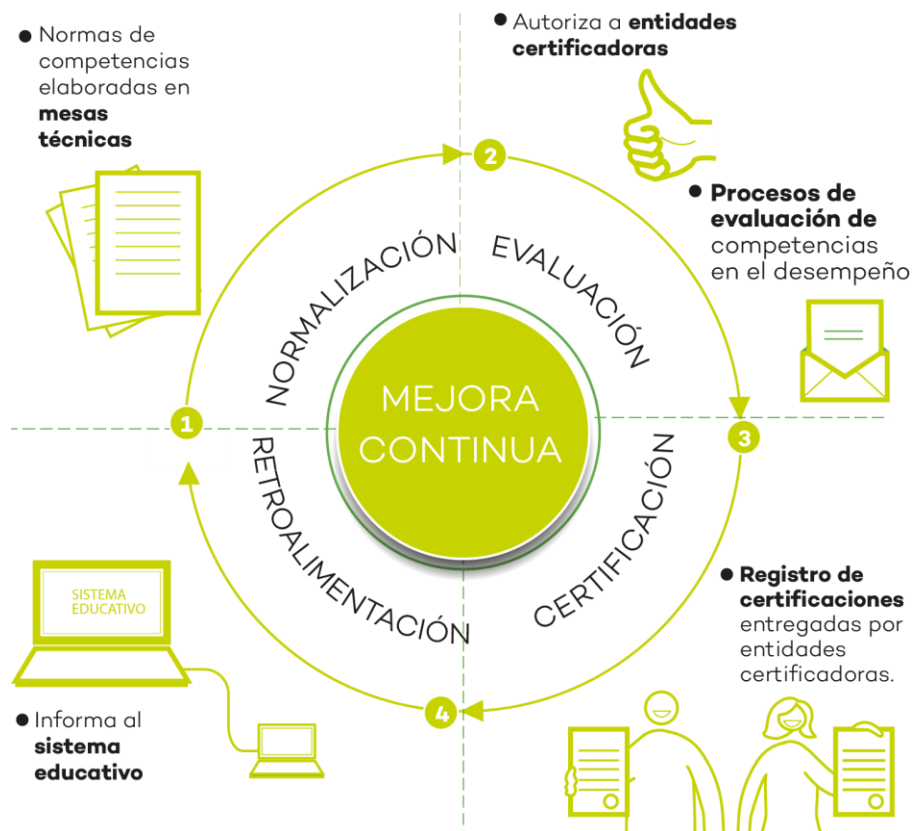 ● Normas de
competencias
elaboradas en
mesas
técnicas
● Autoriza a entidades
certificadoras
● Procesos de
evaluación de
competencias
en el desempeño
1
2
3
4
NORMALIZACIÓN
EVALUACIÓN
CERTIFICACIÓN
RETROALIMENTACIÓN
MEJORA
CONTINUA
● Registro de
certificaciones
entregadas por
entidades
certificadoras.
SISTEMA
EDUCATIVO
● Informa al
sistema
educativo